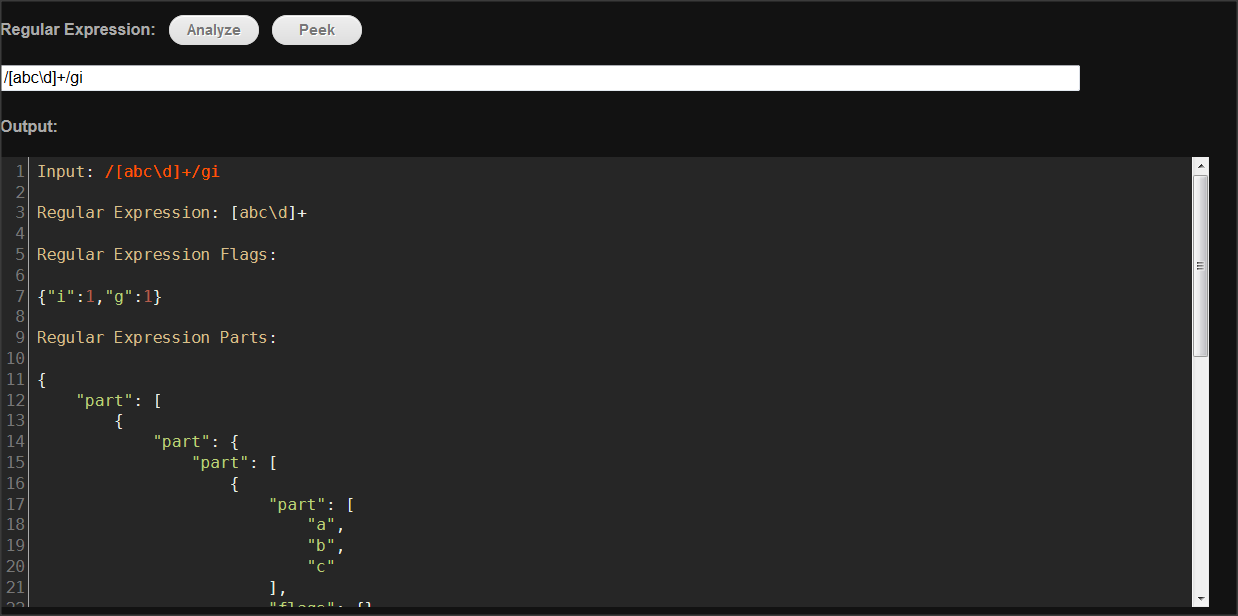 Regular Expression: Analyze Peek
/[abc\d]+/gi
Output:
1 Input: /[abc\d]+/gi
2
3 Regular Expression: [abc\d]+
4
5 Regular Expression Flags:
6
7 {"i":1,"g":1}
8
9 Regular Expression Parts:
10
11 {
12     "part": [
13         {
14             "part": {
15                 "part": [
16                     {
17                         "part": [
18                             "a",
19                             "b",
20                             "c"
21                         ],
22                         "flags": {}